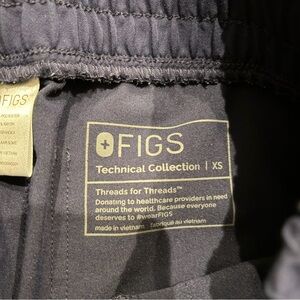 FIGS
FIGS
Technical Collection | XS
Threads for Threads™
Donating to healthcare providers in need
around the world. Because everyone
deserves to #wearFIGS
made in vietnam fabriqué au vietnam